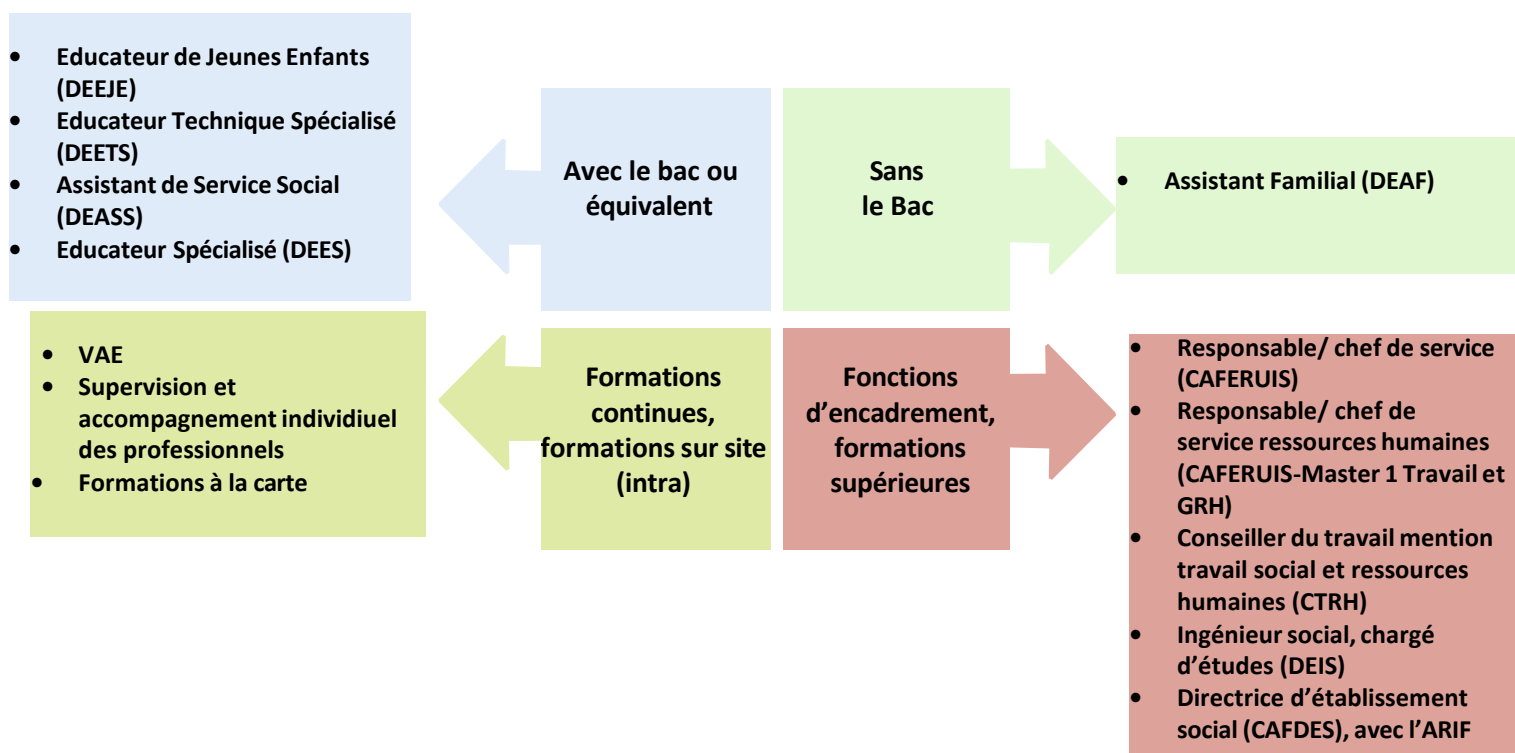 • Educateur de Jeunes Enfants
(DEEJE)
• Educateur Technique Spécialisé
(DEETS)
• Assistant de Service Social
(DEASS)
• Educateur Spécialisé (DEES)
Avec le bac ou
équivalent
Sans
le Bac
• Assistant Familial (DEAF)
• VAE
• Supervision et
accompagnement individiuel
des professionnels
• Formations à la carte
Formations
continues,
formations sur site
(intra)
Fonctions
d’encadrement,
formations
supérieures
• Responsable/ chef de service
(CAFERUIS)
• Responsable/ chef de
service ressources humaines
(CAFERUIS-Master 1 Travail et
GRH)
• Conseiller du travail mention
travail social et ressources
humaines (CTRH)
• Ingénieur social, chargé
d’études (DEIS)
• Directrice d’établissement
social (CAFDES), avec l’ARIF